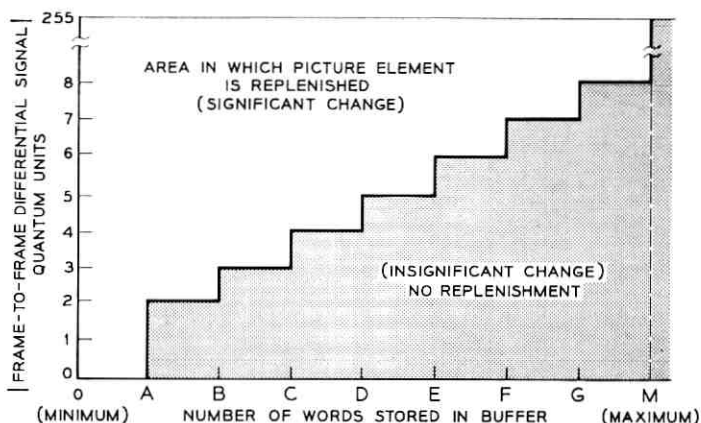 | FRAME-TO-FRAME DIFFERENTIAL SIGNAL |
QUANTUM UNITS
255
8
7
6
5
4
3
2
1
0
AREA IN WHICH PICTURE ELEMENT
IS REPLENISHED
(SIGNIFICANT CHANGE)
(INSIGNIFICANT CHANGE)
NO REPLENISHMENT
0 A B C D E F G M
(MINIMUM) NUMBER OF WORDS STORED IN BUFFER (MAXIMUM)